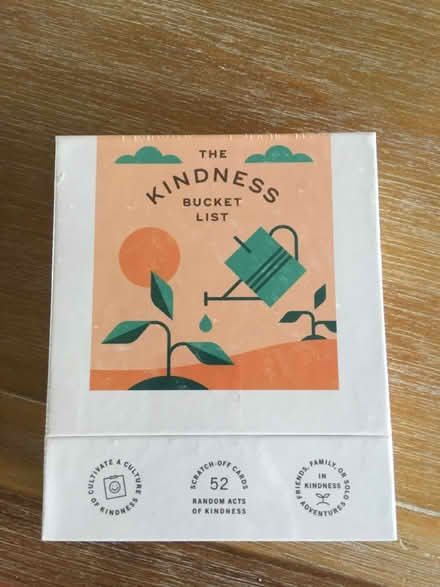 THE
KINDNESS
BUCKET
LIST
CULTIVATE A CULTURE
OF KINDNESS
SCRATCH-OFF CARDS
52
RANDOM ACTS
OF KINDNESS
FRIENDS, FAMILY, OR
SOLO ADVENTURES
IN
KINDNESS